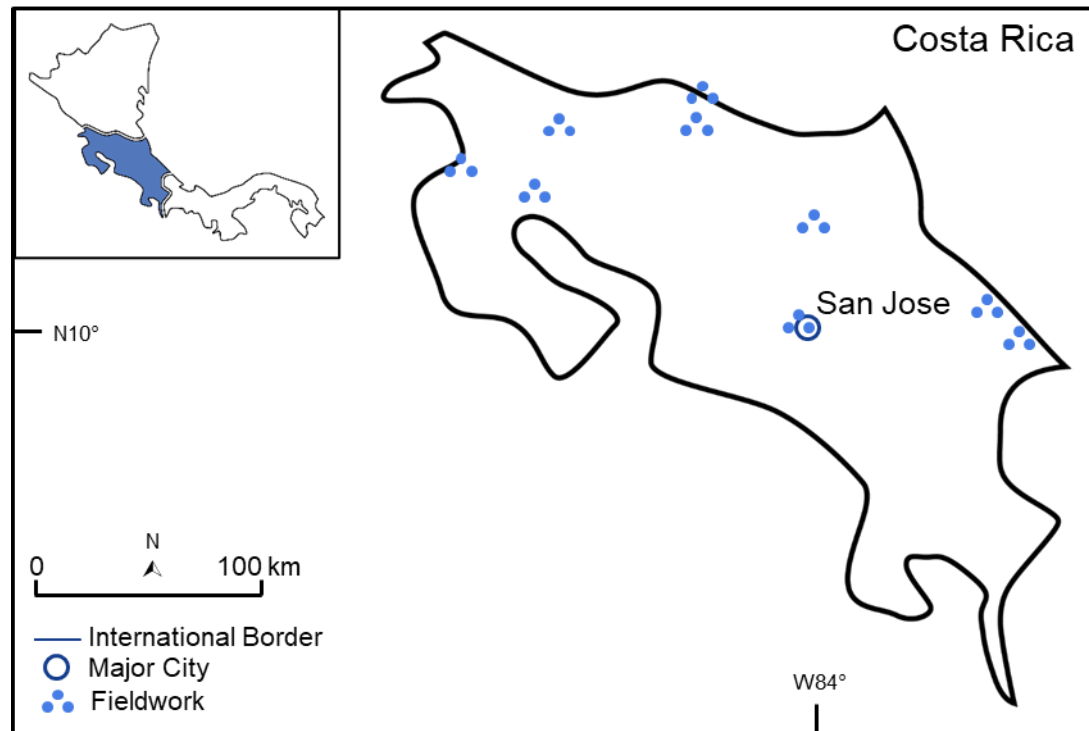 Costa Rica
San Jose
N10°
N
0 100 km
W84°
International Border
Major City
Fieldwork